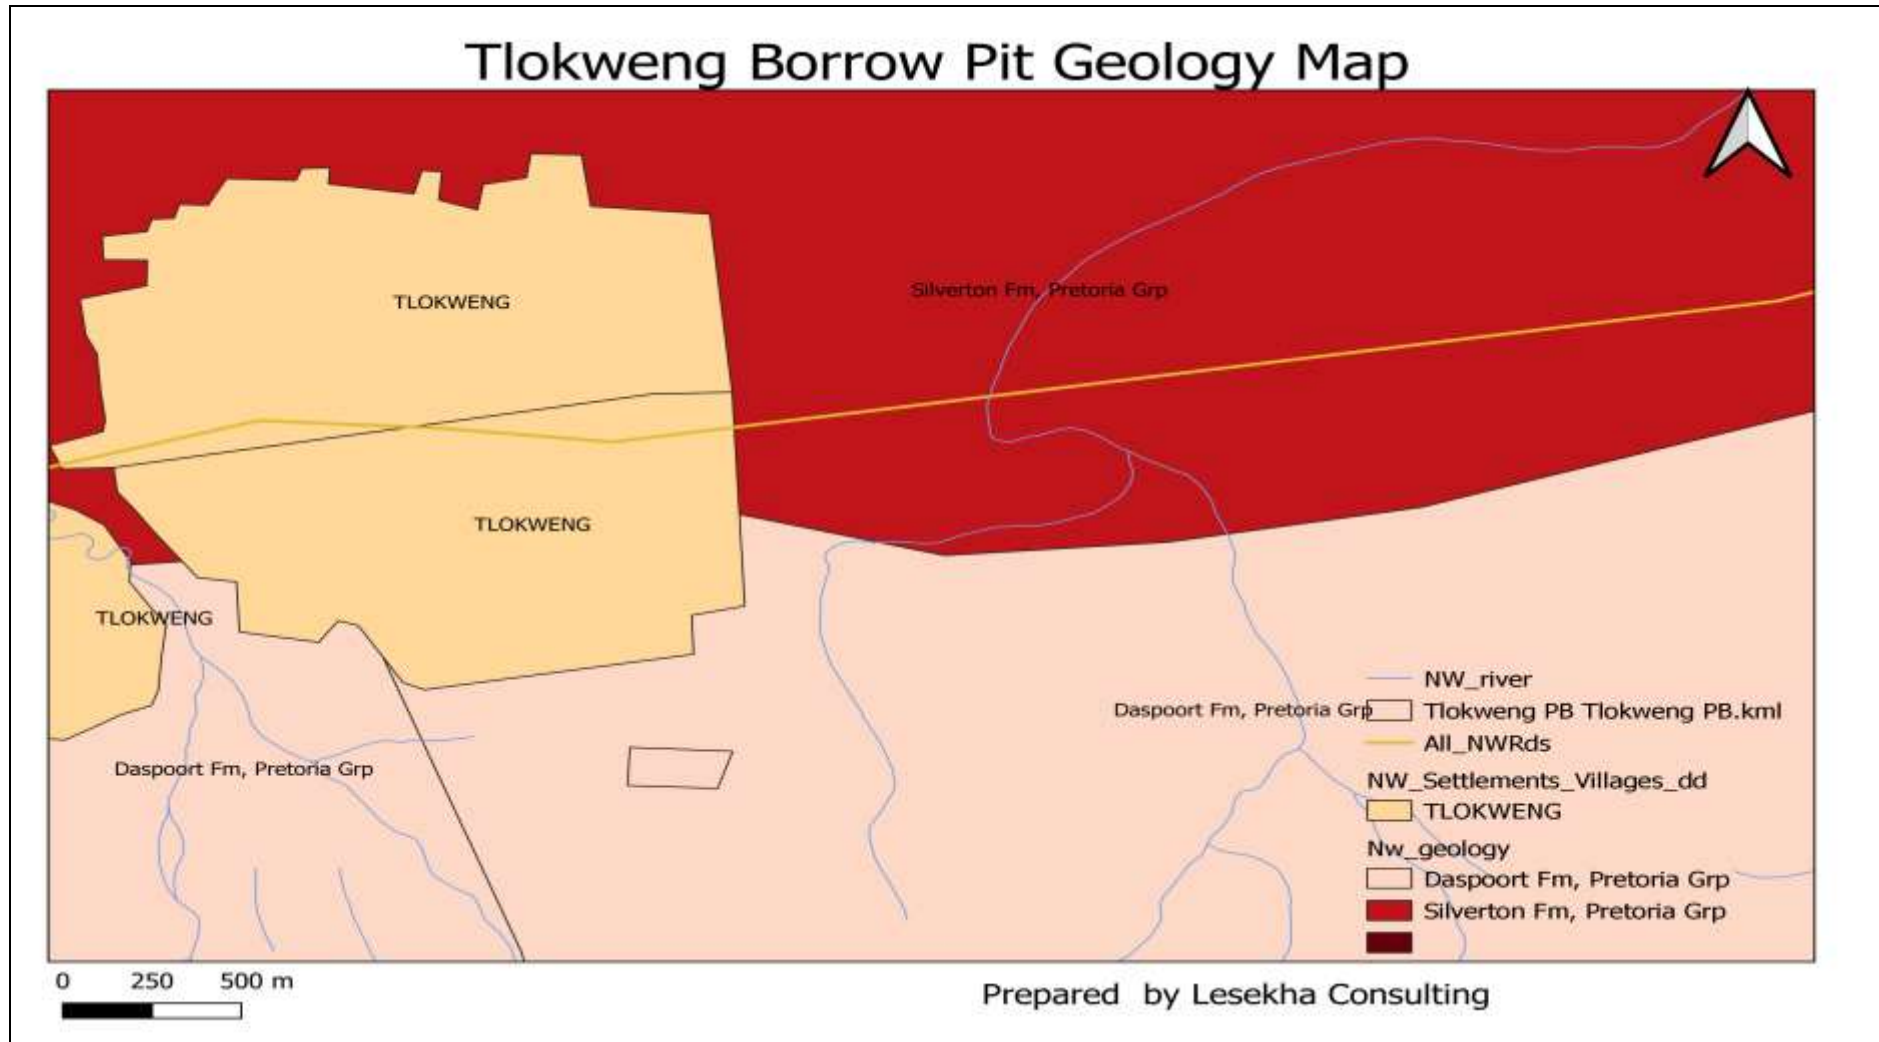 Tlokweng Borrow Pit Geology Map
TLOKWENG
Silverton Fm, Pretoria Grp
TLOKWENG
TLOKWENG
Daspoort Fm, Pretoria Grp
Daspoort Fm, Pretoria Grp
NW_river
Tlokweng PB Tlokweng PB.kml
All_NWRds
NW_Settlements_Villages_dd
TLOKWENG
Nw_geology
Daspoort Fm, Pretoria Grp
Silverton Fm, Pretoria Grp
0 250 500 m
Prepared by Lesekha Consulting